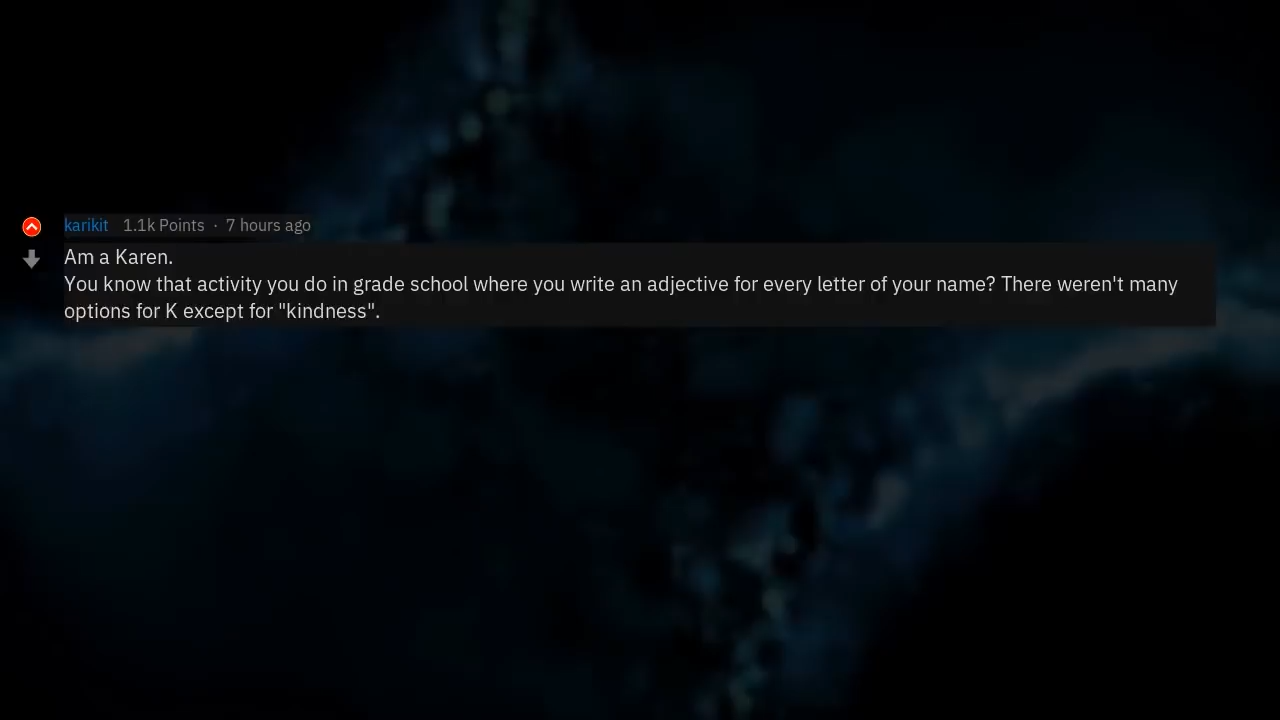 karikit 1.1k Points · 7 hours ago
Am a Karen.
You know that activity you do in grade school where you write an adjective for every letter of your name? There weren't many
options for K except for "kindness".